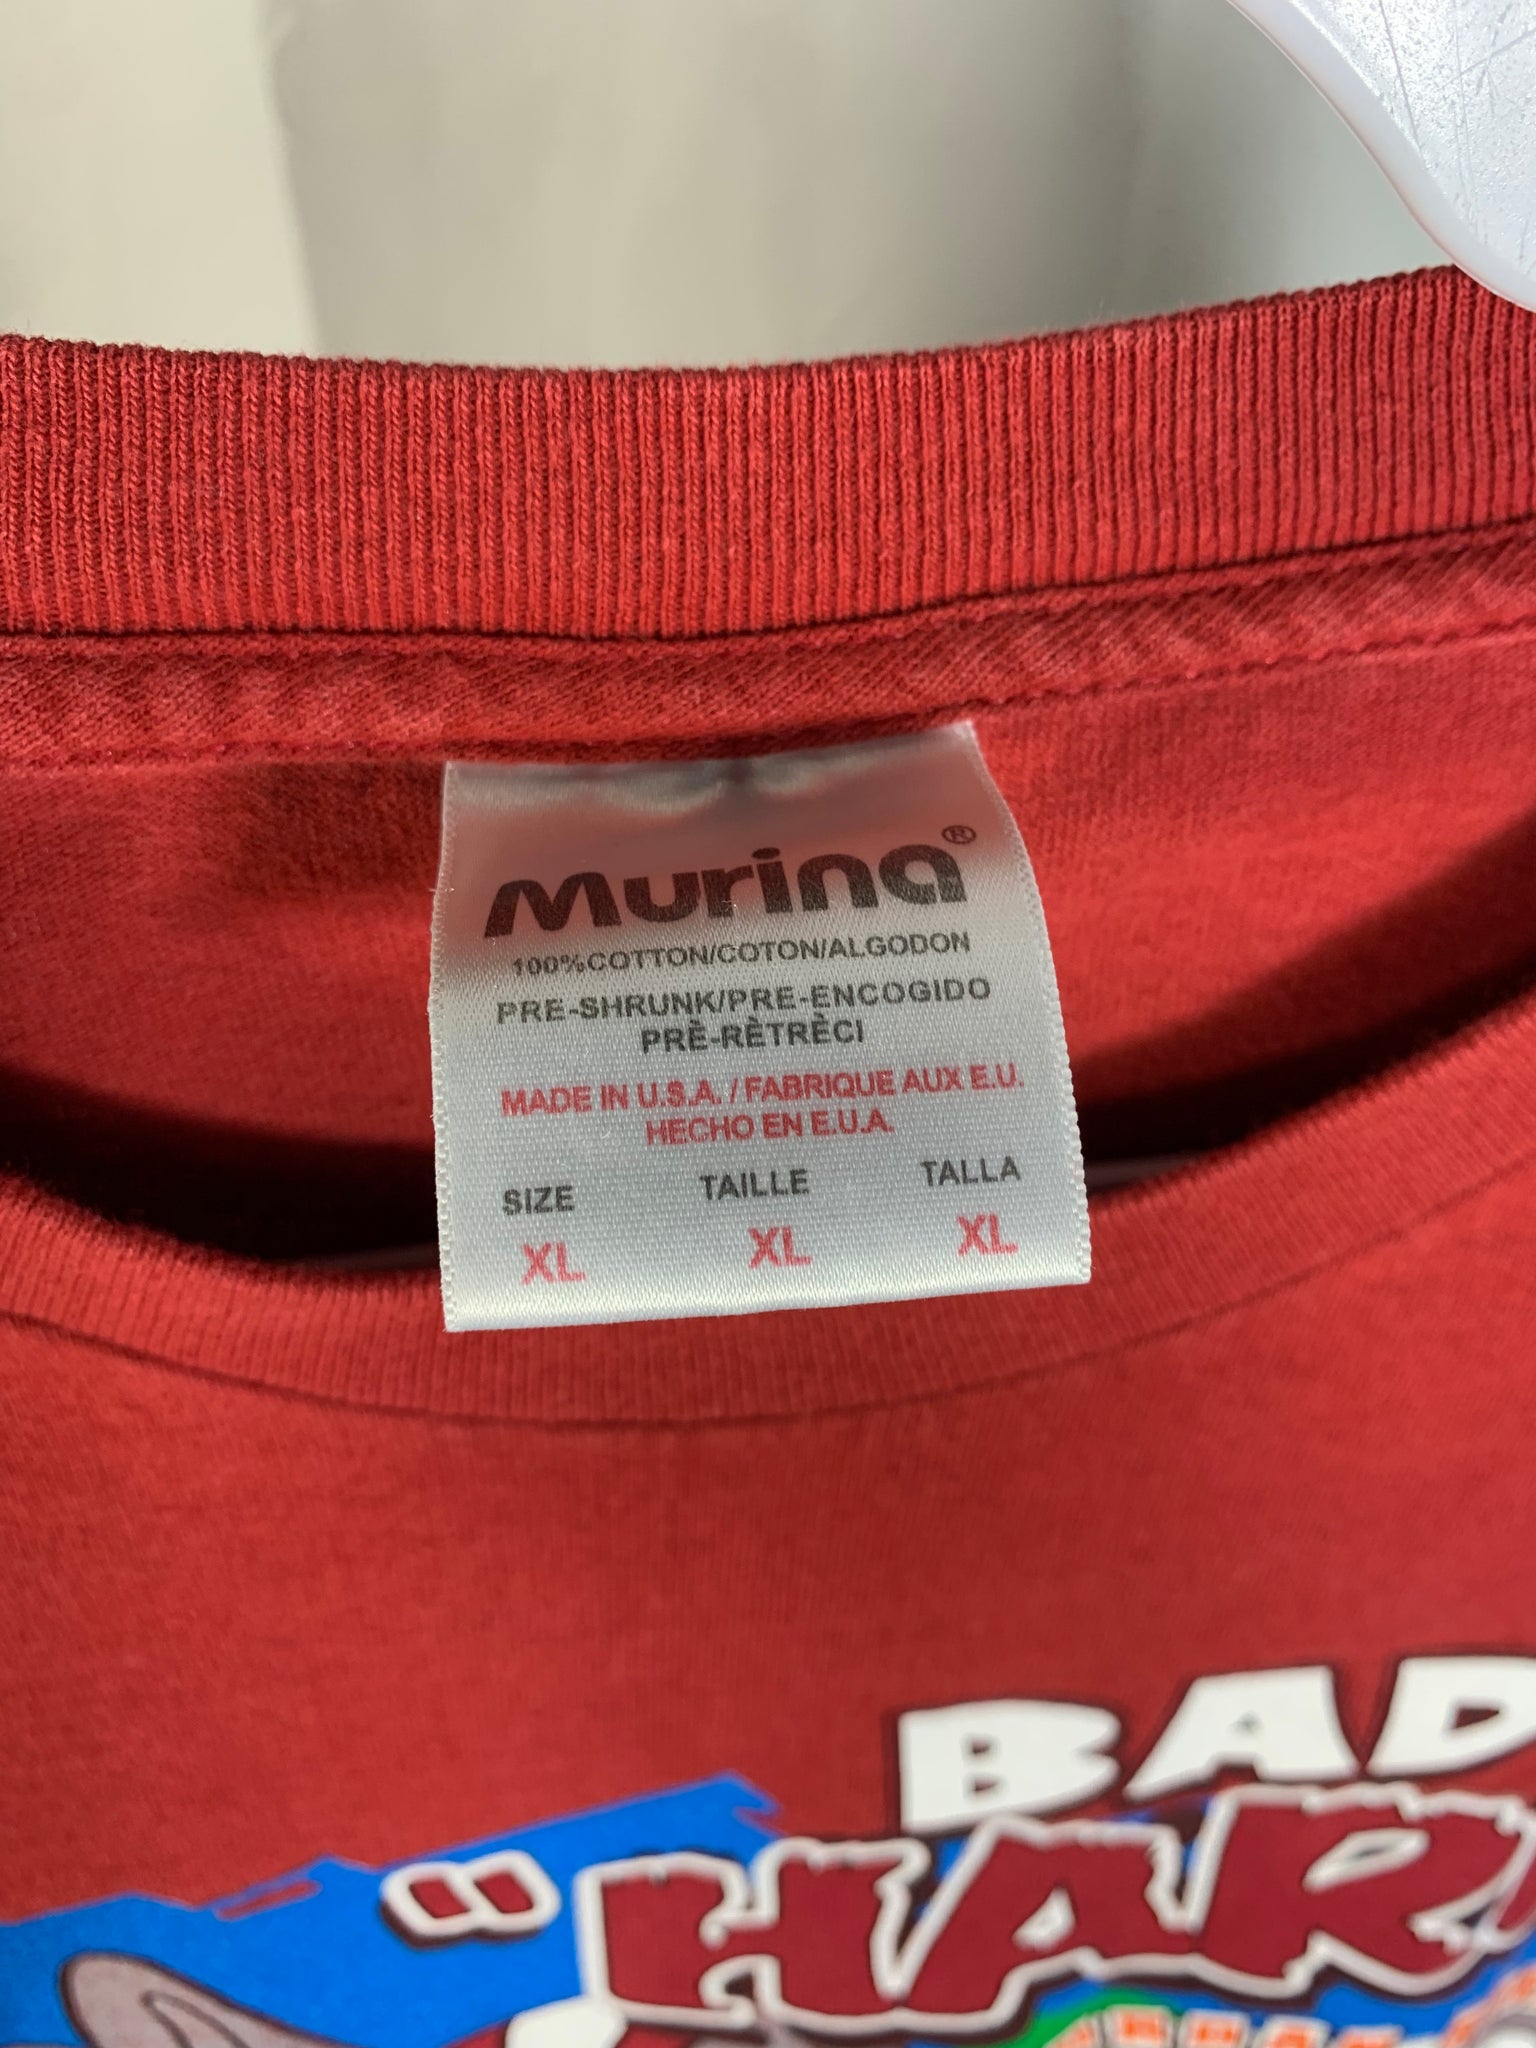 Murina®
100%COTTON/COTON/ALGODON
PRE-SHRUNK/PRE-ENCOGIDO
PRÈ-RÈTRÈCI
MADE IN U.S.A. / FABRIQUE AUX E.U.
HECHO EN E.U.A.
SIZE TAILLE TALLA
XL XL XL
BAD
"HAR